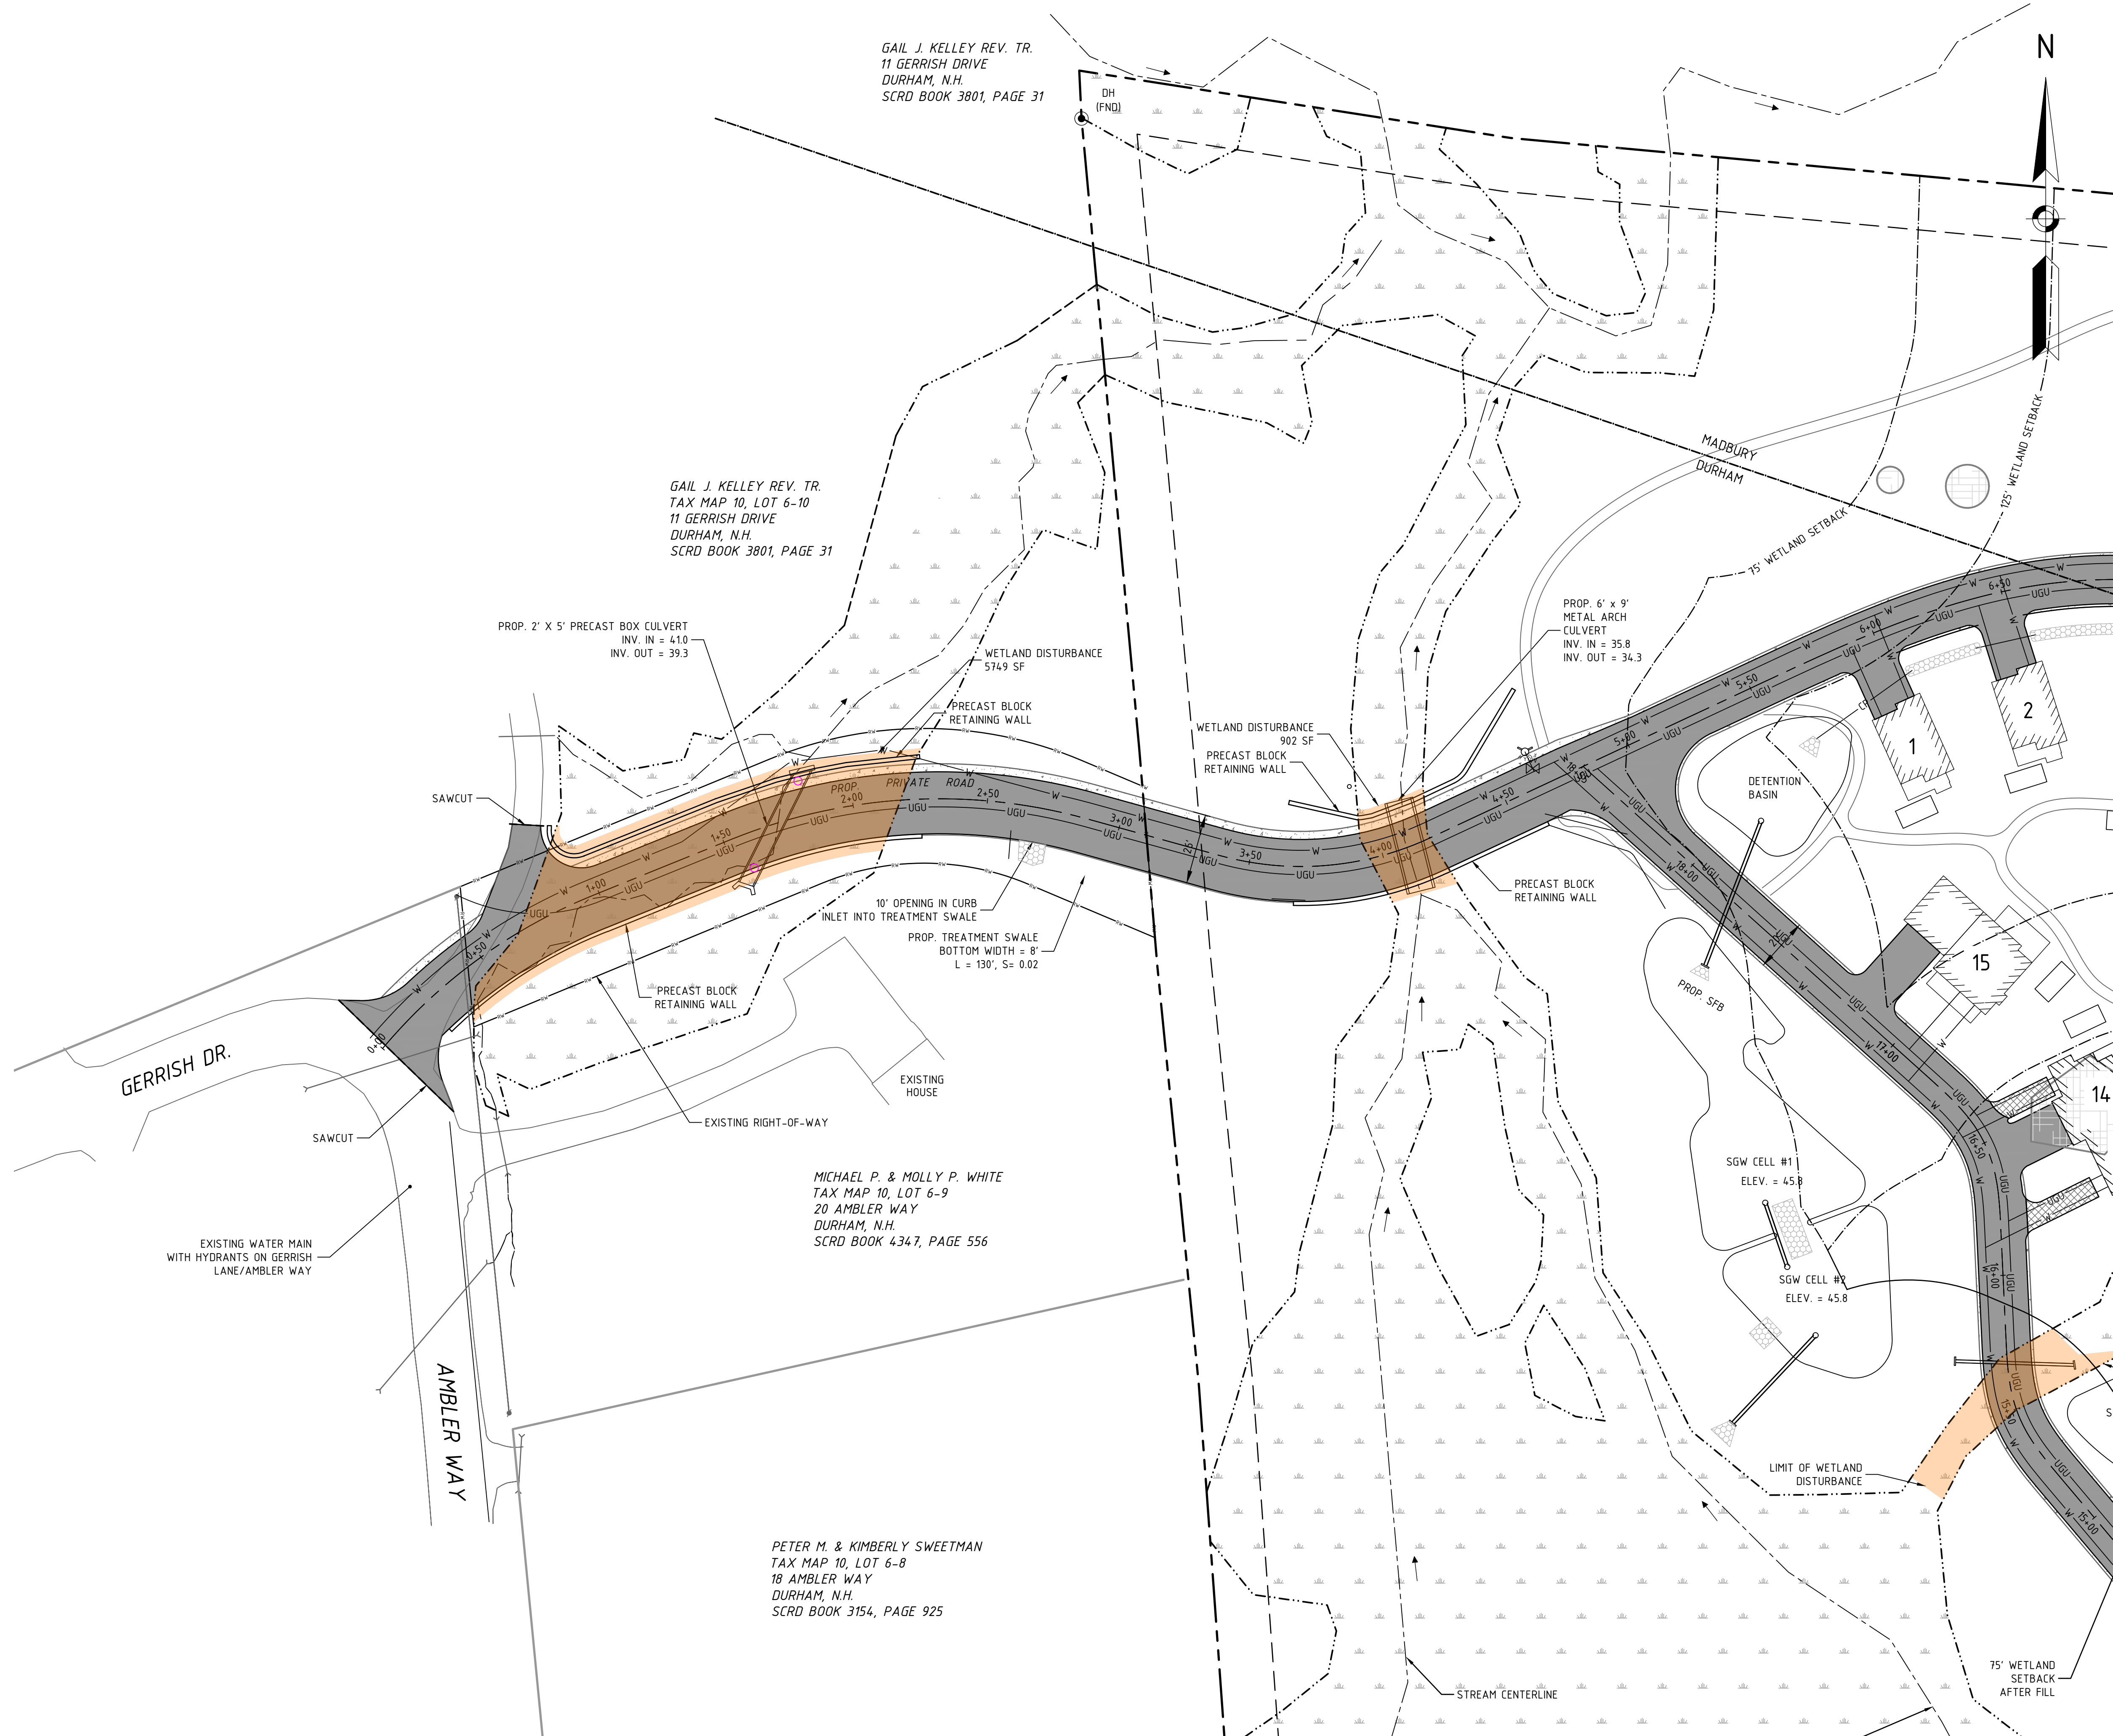 GAIL J. KELLEY REV. TR.
11 GERRISH DRIVE
DURHAM, N.H.
SCRD BOOK 3801, PAGE 31
DH
(FND)
N
MADBURY
DURHAM
75' WETLAND SETBACK
125' WETLAND SETBACK
GAIL J. KELLEY REV. TR.
TAX MAP 10, LOT 6-10
11 GERRISH DRIVE
DURHAM, N.H.
SCRD BOOK 3801, PAGE 31
PROP. 2' X 5' PRECAST BOX CULVERT
INV. IN = 41.0
INV. OUT = 39.3
WETLAND DISTURBANCE
5749 SF
PRECAST BLOCK
RETAINING WALL
PROP. 6' x 9'
METAL ARCH
CULVERT
INV. IN = 35.8
INV. OUT = 34.3
WETLAND DISTURBANCE
902 SF
PRECAST BLOCK
RETAINING WALL
SAWCUT
PROP. PRIVATE ROAD
0+00
0+50
1+00
1+50
2+00
2+50
3+00
3+50
4+00
4+50
5+00
5+50
6+00
6+50
W
UGU
RW
25'
1
2
DETENTION
BASIN
PRECAST BLOCK
RETAINING WALL
10' OPENING IN CURB
INLET INTO TREATMENT SWALE
PROP. TREATMENT SWALE
BOTTOM WIDTH = 8'
L = 130', S= 0.02
PRECAST BLOCK
RETAINING WALL
18+00
17+00
16+50
16+00
15+50
15+00
15
14
PROP. SFB
GERRISH DR.
EXISTING
HOUSE
SAWCUT
EXISTING RIGHT-OF-WAY
MICHAEL P. & MOLLY P. WHITE
TAX MAP 10, LOT 6-9
20 AMBLER WAY
DURHAM, N.H.
SCRD BOOK 4347, PAGE 556
EXISTING WATER MAIN
WITH HYDRANTS ON GERRISH
LANE/AMBLER WAY
SGW CELL #1
ELEV. = 45.8
SGW CELL #2
ELEV. = 45.8
AMBLER WAY
LIMIT OF WETLAND
DISTURBANCE
PETER M. & KIMBERLY SWEETMAN
TAX MAP 10, LOT 6-8
18 AMBLER WAY
DURHAM, N.H.
SCRD BOOK 3154, PAGE 925
STREAM CENTERLINE
75' WETLAND
SETBACK
AFTER FILL